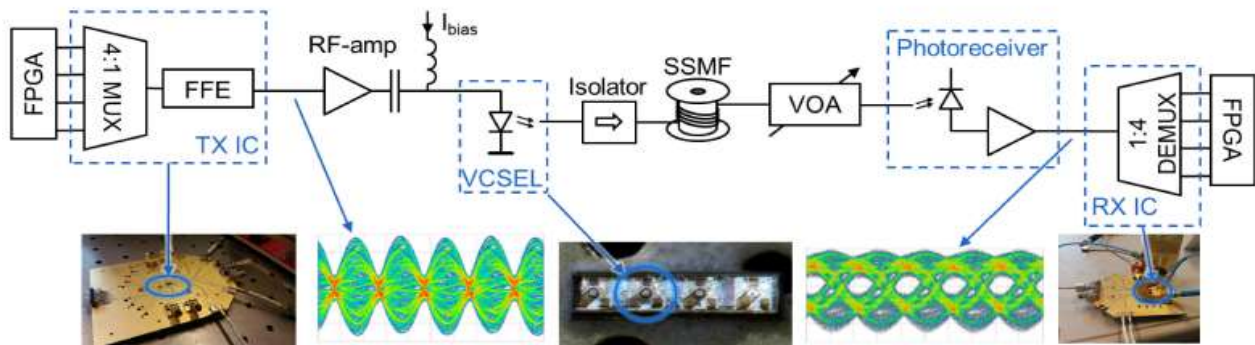 FPGA
4:1 MUX
FFE
TX IC
RF-amp
I_bias
VCSEL
Isolator
SSMF
VOA
Photoreceiver
1:4
DEMUX
RX IC
FPGA